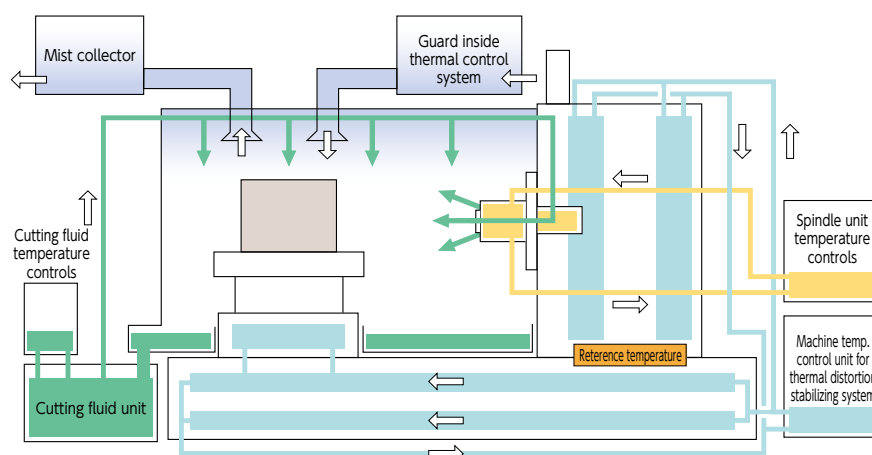 Mist collector
Guard inside
thermal control
system
Cutting fluid
temperature
controls
Spindle unit
temperature
controls
Reterence temperature
Machine temp.
control unit for
thermal distortion
stabilizing system
Cutting fluid unit